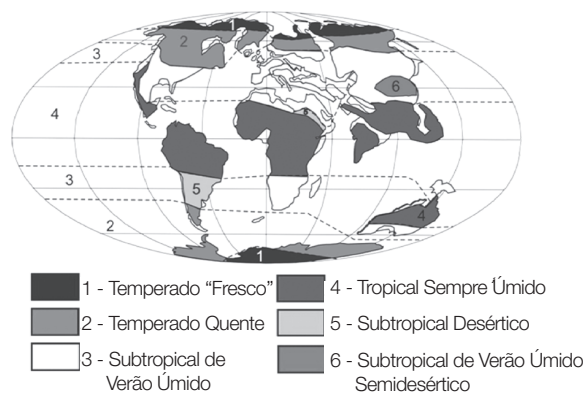 1
2
3
6
4
3
5
4
2
1
1 - Temperado “Fresco”
2 - Temperado Quente
3 - Subtropical de
Verão Úmido
4 - Tropical Sempre Úmido
5 - Subtropical Desértico
6 - Subtropical de Verão Úmido
Semidesértico